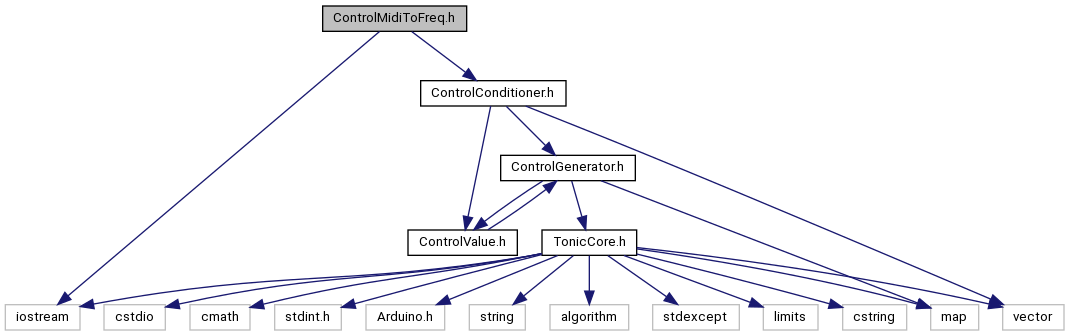 ControlMidiToFreq.h
ControlConditioner.h
ControlGenerator.h
ControlValue.h
TonicCore.h
iostream
cstdio
cmath
stdint.h
Arduino.h
string
algorithm
stdexcept
limits
cstring
map
vector